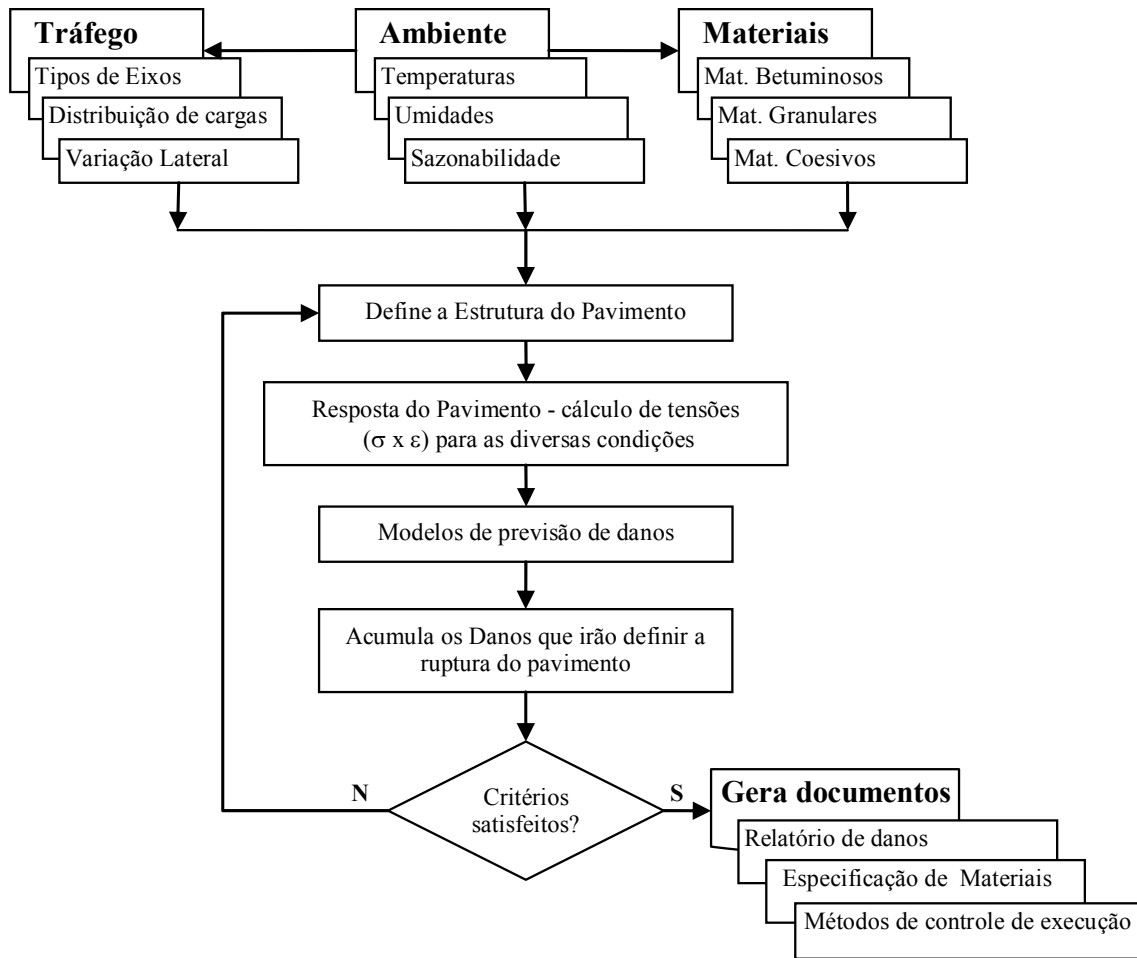 Tráfego
Tipos de Eixos
Distribuição de cargas
Variação Lateral
Ambiente
Temperaturas
Umidades
Sazonabilidade
Materiais
Mat. Betuminosos
Mat. Granulares
Mat. Coesivos
Define a Estrutura do Pavimento
Resposta do Pavimento - cálculo de tensões
(σ x ε) para as diversas condições
Modelos de previsão de danos
Acumula os Danos que irão definir a
ruptura do pavimento
N
Critérios
satisfeitos?
S
Gera documentos
Relatório de danos
Especificação de Materiais
Métodos de controle de execução